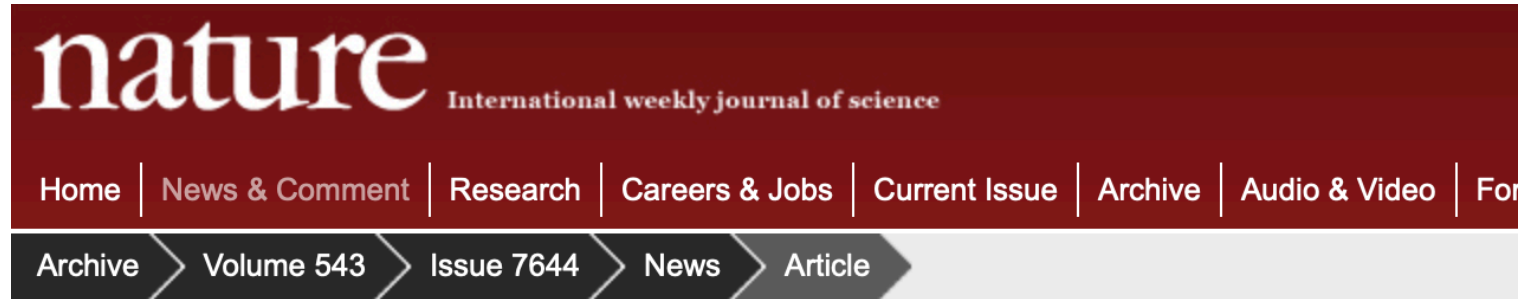 nature International weekly journal of science
Home News & Comment Research Careers & Jobs Current Issue Archive Audio & Video For
Archive Volume 543 Issue 7644 News Article